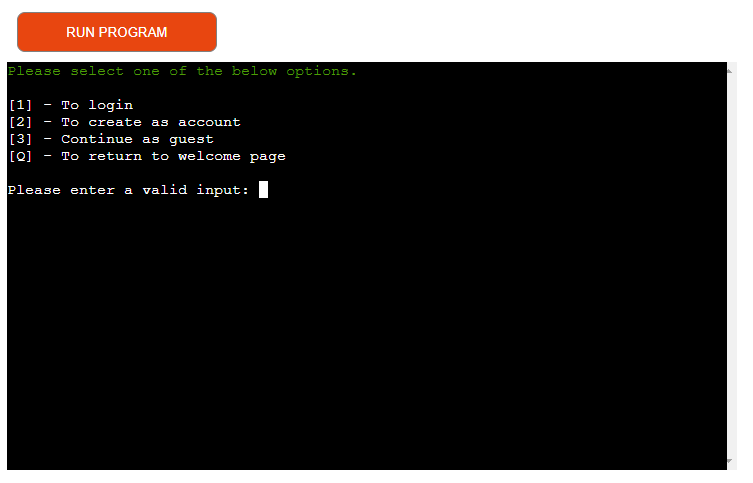 RUN PROGRAM
Please select one of the below options.
[1] - To login
[2] - To create as account
[3] - Continue as guest
[Q] - To return to welcome page
Please enter a valid input: